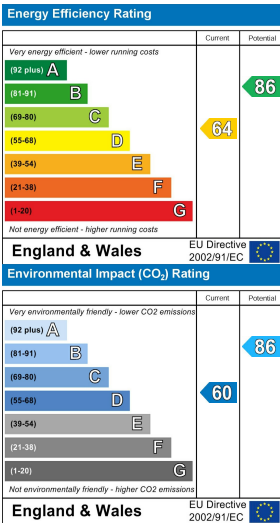 Energy Efficiency Rating
Current Potential
Very energy efficient - lower running costs
(92 plus) A
(81-91) B
86
(69-80) C
(55-68) D
64
(39-54) E
(21-38) F
(1-20) G
Not energy efficient - higher running costs
England & Wales
EU Directive
2002/91/EC
Environmental Impact (CO₂) Rating
Current Potential
Very environmentally friendly - lower CO2 emissions
(92 plus) A
(81-91) B
86
(69-80) C
(55-68) D
60
(39-54) E
(21-38) F
(1-20) G
Not environmentally friendly - higher CO2 emissions
England & Wales
EU Directive
2002/91/EC